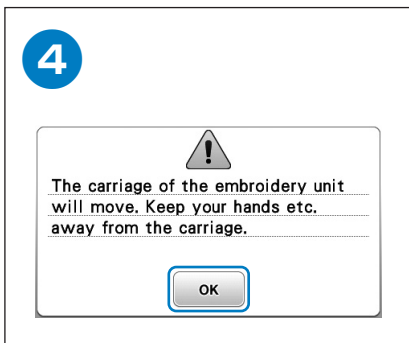 4
The carriage of the embroidery unit
will move. Keep your hands etc.
away from the carriage.
OK